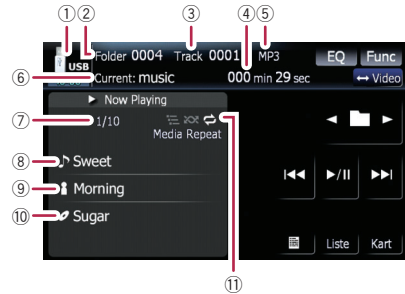 ① ② ③ ④ ⑤
USB Folder 0004 Track 0001 MP3 EQ Func
⑥ Current: music 000 min 29 sec ↔ Video
Now Playing
⑦ 1/10
Media Repeat
⑧ Sweet
⑨ Morning
⑩ Sugar
Liste Kart
⑪